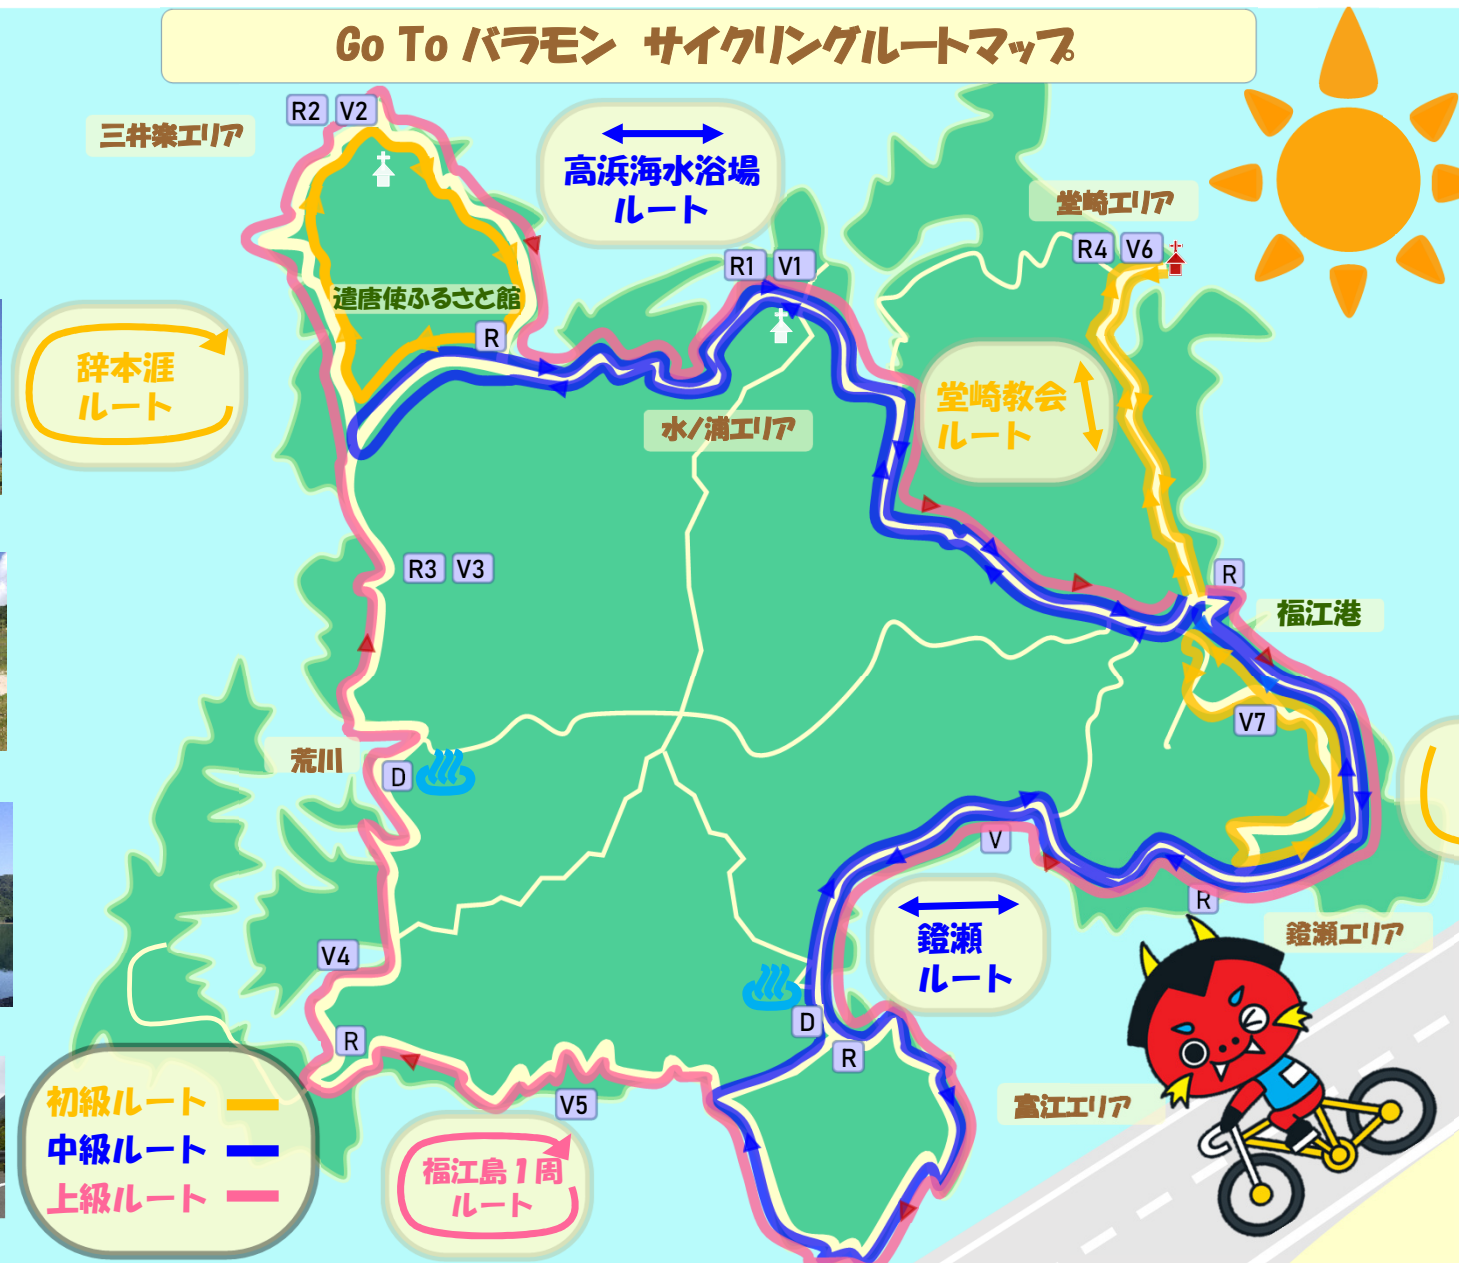 Go To バラモン サイクリングルートマップ
R2 V2
三井楽エリア
高浜海水浴場
ルート
堂崎エリア
R4 V6
R1 V1
遣唐使ふるさと館
R
辞本涯
ルート
堂崎教会
ルート
水ノ浦エリア
R3 V3
R
福江港
V7
荒川
D
V
R
鐙瀬
ルート
鐙瀬エリア
V4
D
R
R
V5
富江エリア
初級ルート
中級ルート
上級ルート
福江島1周
ルート